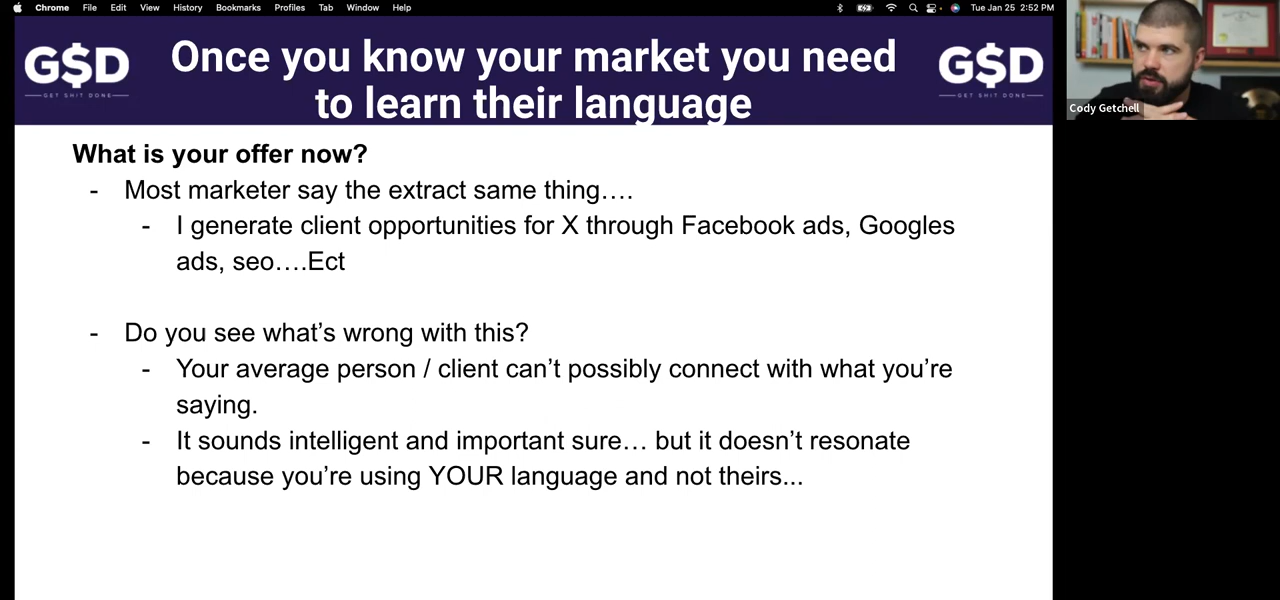 Chrome File Edit View History Bookmarks Profiles Tab Window Help Tue Jan 25 2:52 PM
G$D
GET SHIT DONE
Once you know your market you need
to learn their language
G$D
GET SHIT DONE
Cody Getchell
What is your offer now?
- Most marketer say the extract same thing….
- I generate client opportunities for X through Facebook ads, Googles
ads, seo….Ect
- Do you see what’s wrong with this?
- Your average person / client can’t possibly connect with what you’re
saying.
- It sounds intelligent and important sure… but it doesn’t resonate
because you’re using YOUR language and not theirs...